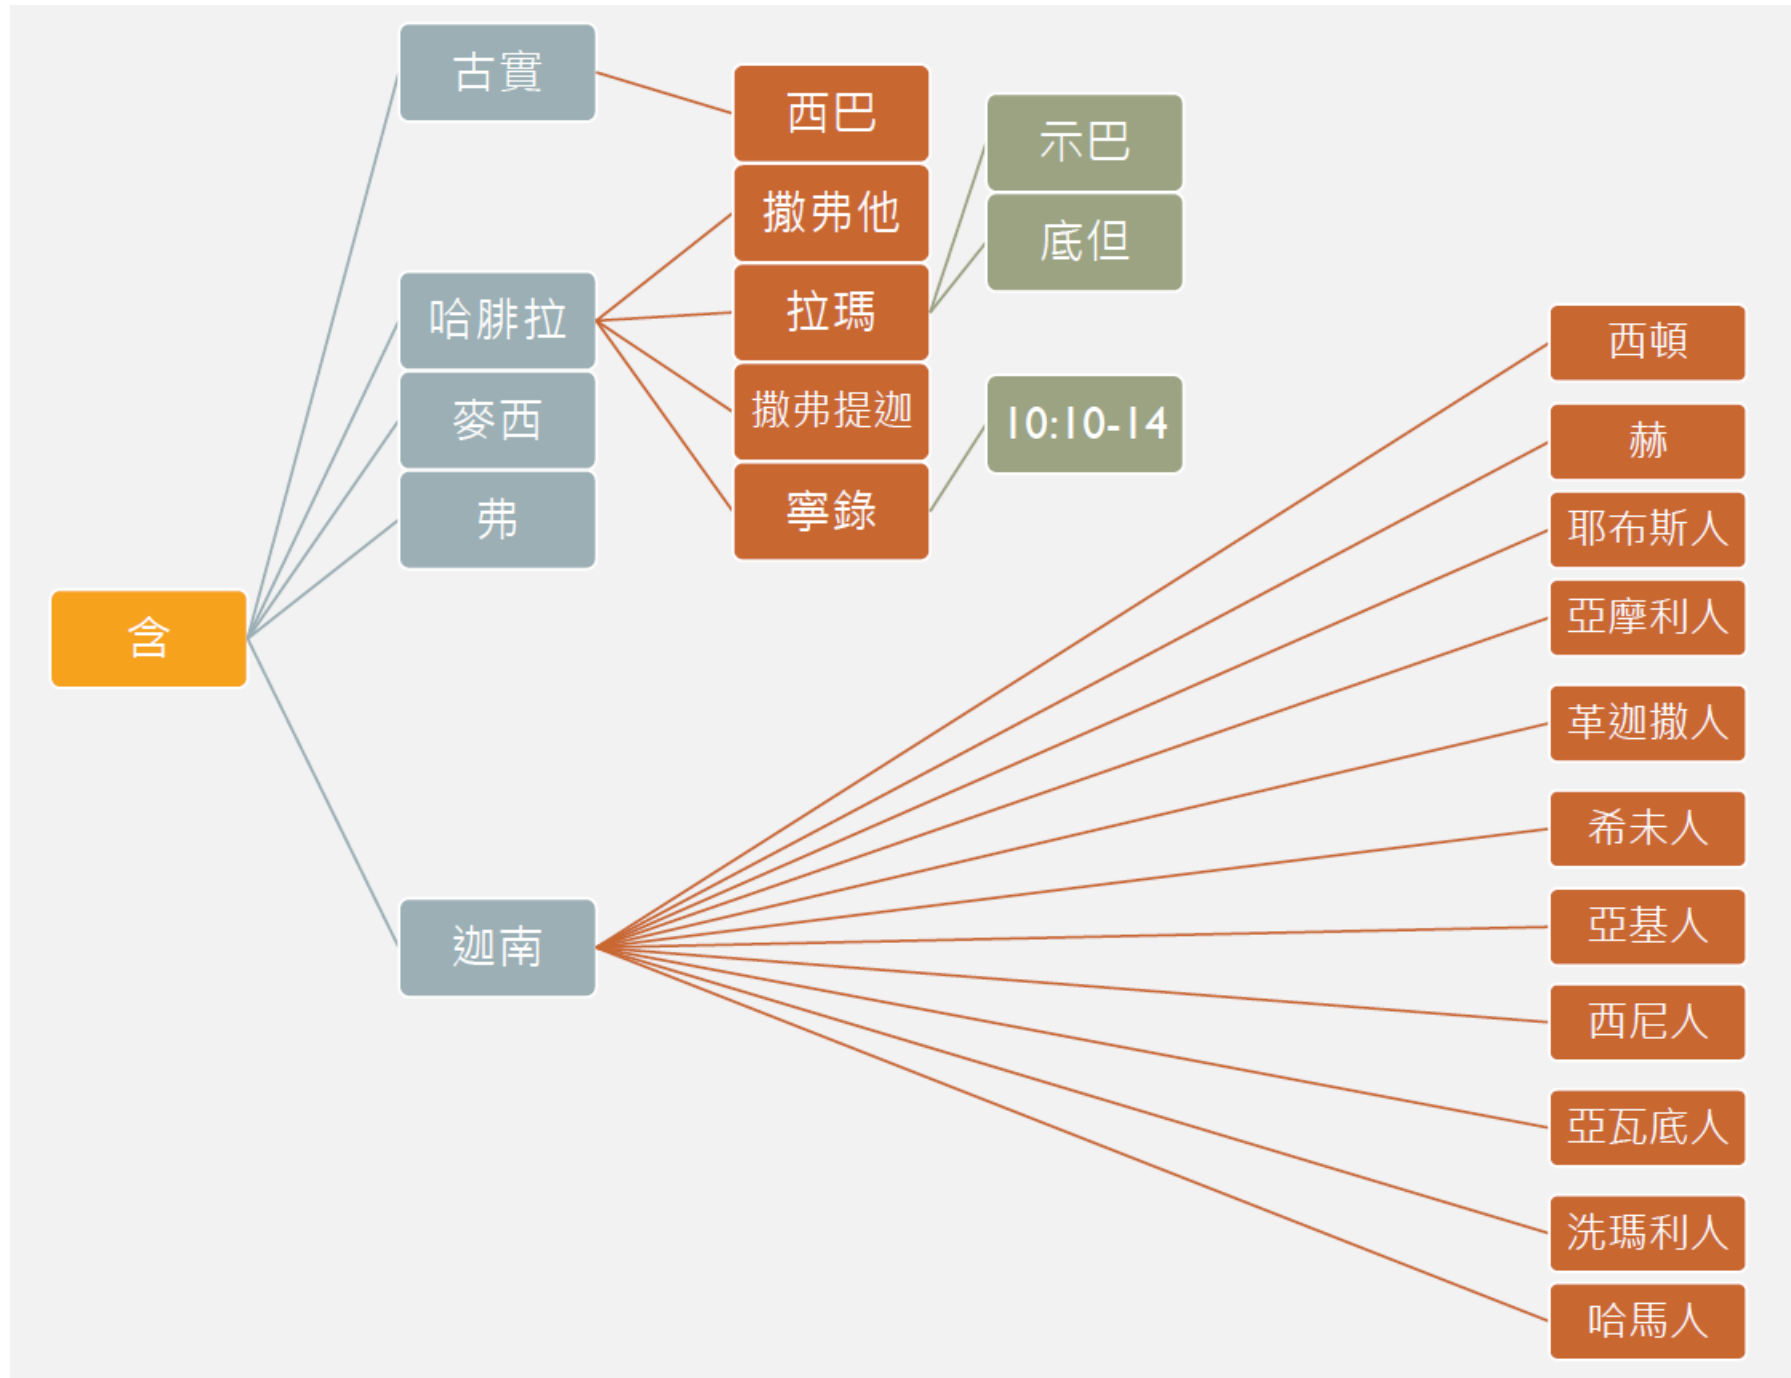 含
古實
哈腓拉
麥西
弗
迦南
西巴
撒弗他
拉瑪
撒弗提迦
寧錄
示巴
底但
10:10-14
西頓
赫
耶布斯人
亞摩利人
革迦撒人
希未人
亞基人
西尼人
亞瓦底人
洗瑪利人
哈馬人